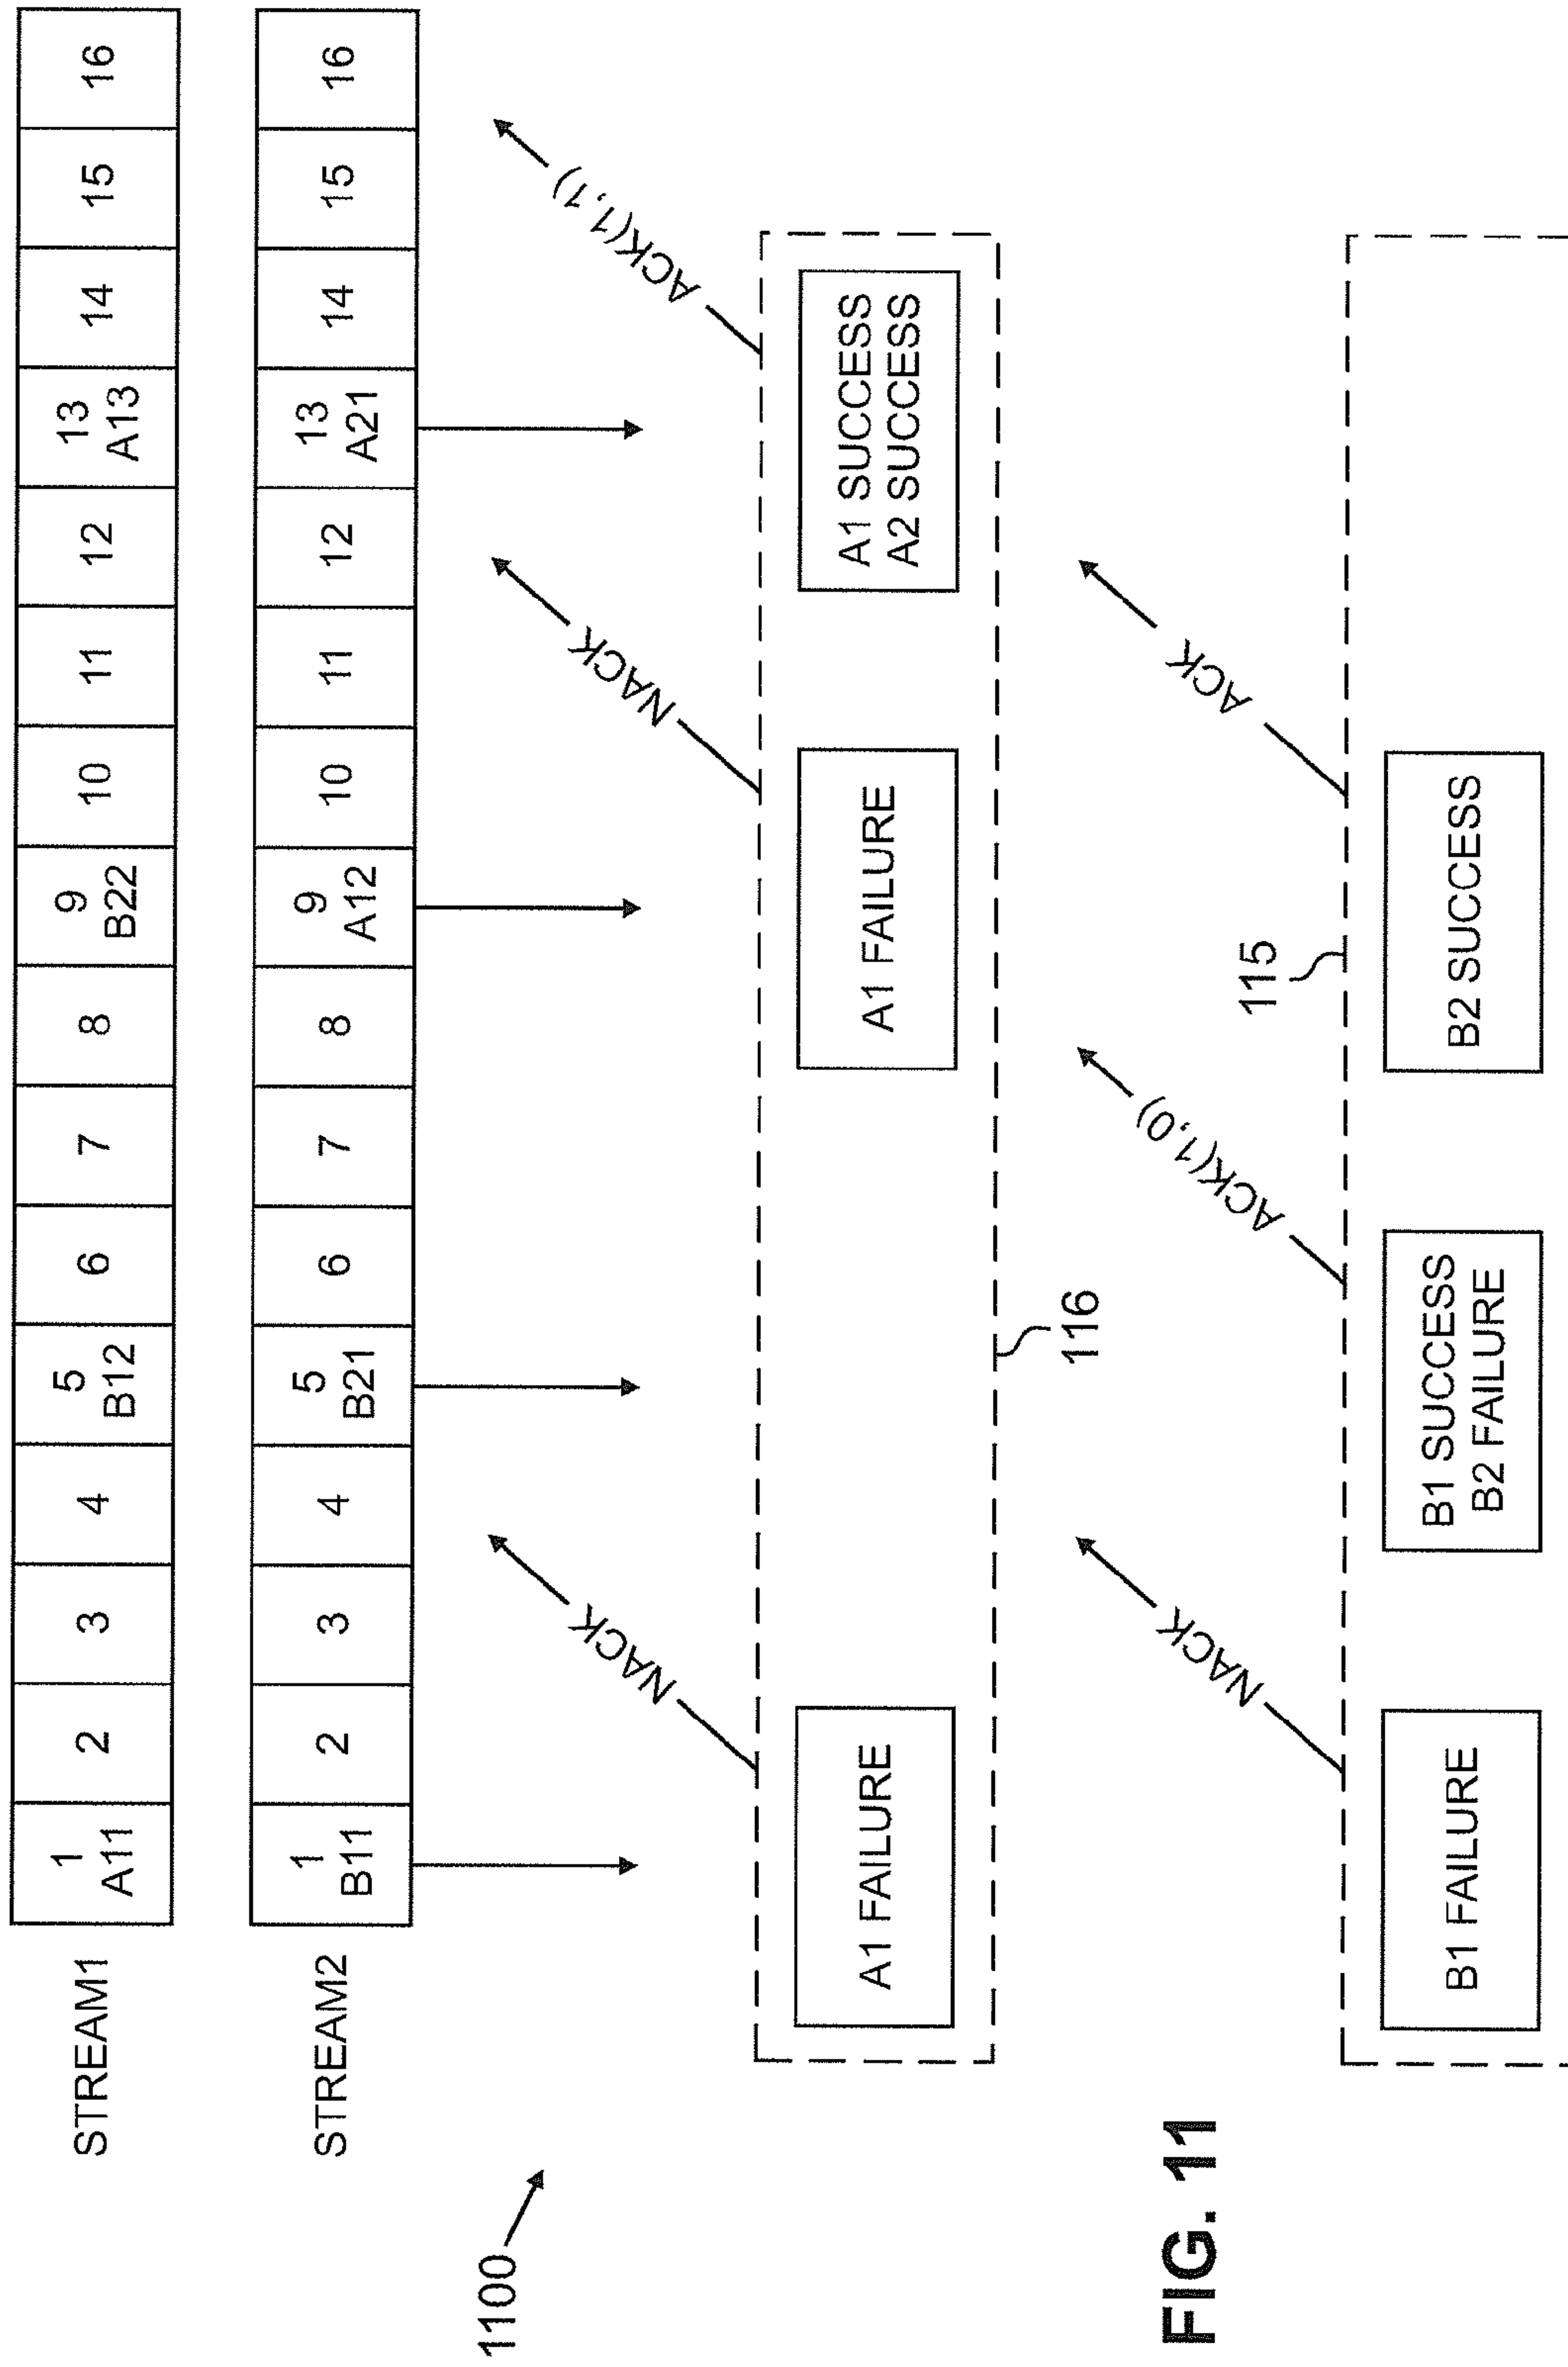 STREAM1
1
A11
2
3
4
5
B12
6
7
8
9
B22
10
11
12
13
A13
14
15
16
STREAM2
1
B11
2
3
4
5
B21
6
7
8
9
A12
10
11
12
13
A21
14
15
16
1100
NACK
NACK
ACK(1,1)
A1 FAILURE
A1 FAILURE
A1 SUCCESS
A2 SUCCESS
116
NACK
ACK(1,0)
ACK
115
B1 FAILURE
B1 SUCCESS
B2 FAILURE
B2 SUCCESS
FIG. 11